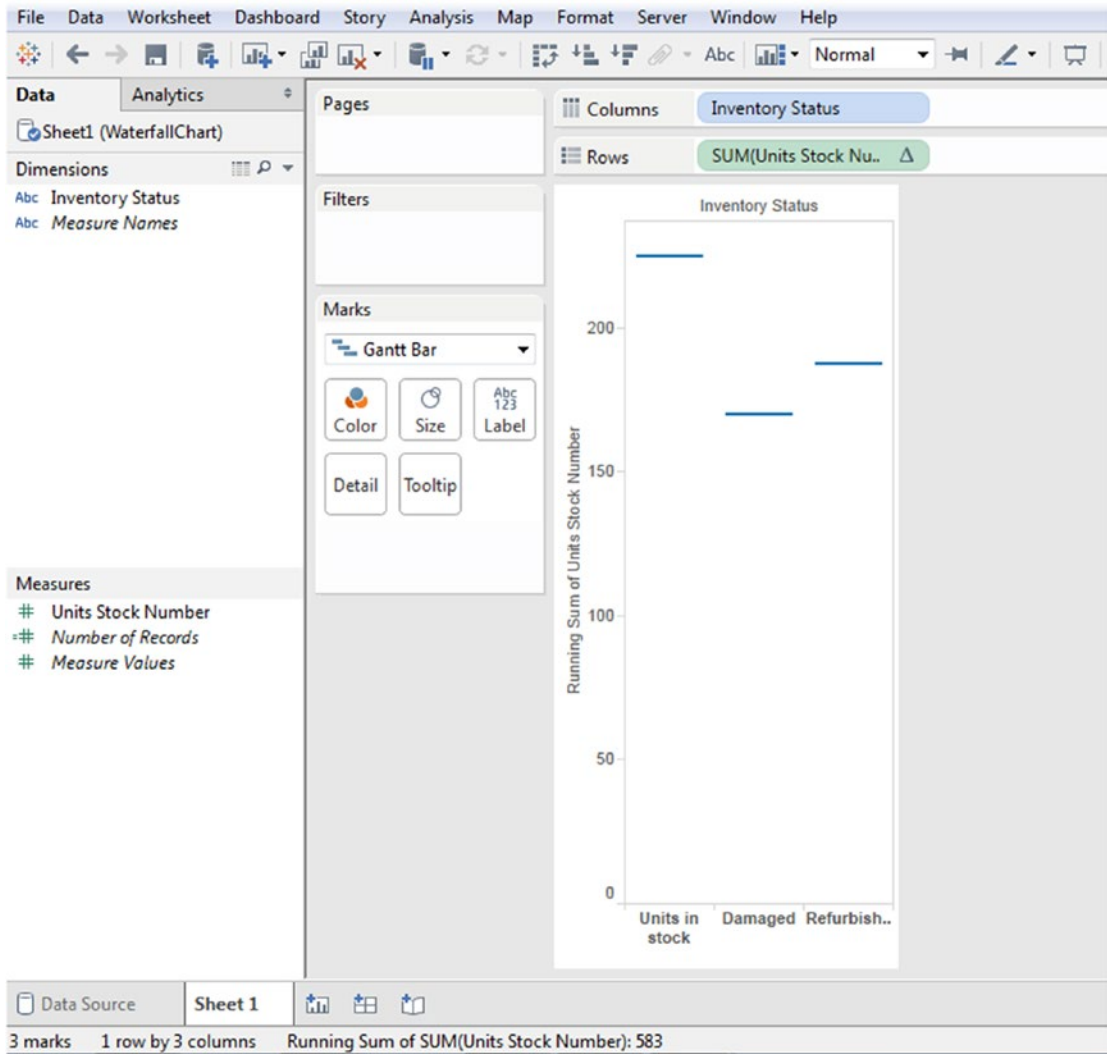 File Data Worksheet Dashboard Story Analysis Map Format Server Window Help
Abc Normal
Data Analytics
Sheet1 (WaterfallChart)
Dimensions
Abc Inventory Status
Abc Measure Names
Measures
# Units Stock Number
=# Number of Records
# Measure Values
Pages
Filters
Marks
Gantt Bar
Color
Size
Abc
123
Label
Detail
Tooltip
Columns Inventory Status
Rows SUM(Units Stock Nu.. Δ
Inventory Status
Running Sum of Units Stock Number
200
150
100
50
0
Units in
stock
Damaged
Refurbish..
Data Source Sheet 1
3 marks 1 row by 3 columns Running Sum of SUM(Units Stock Number): 583